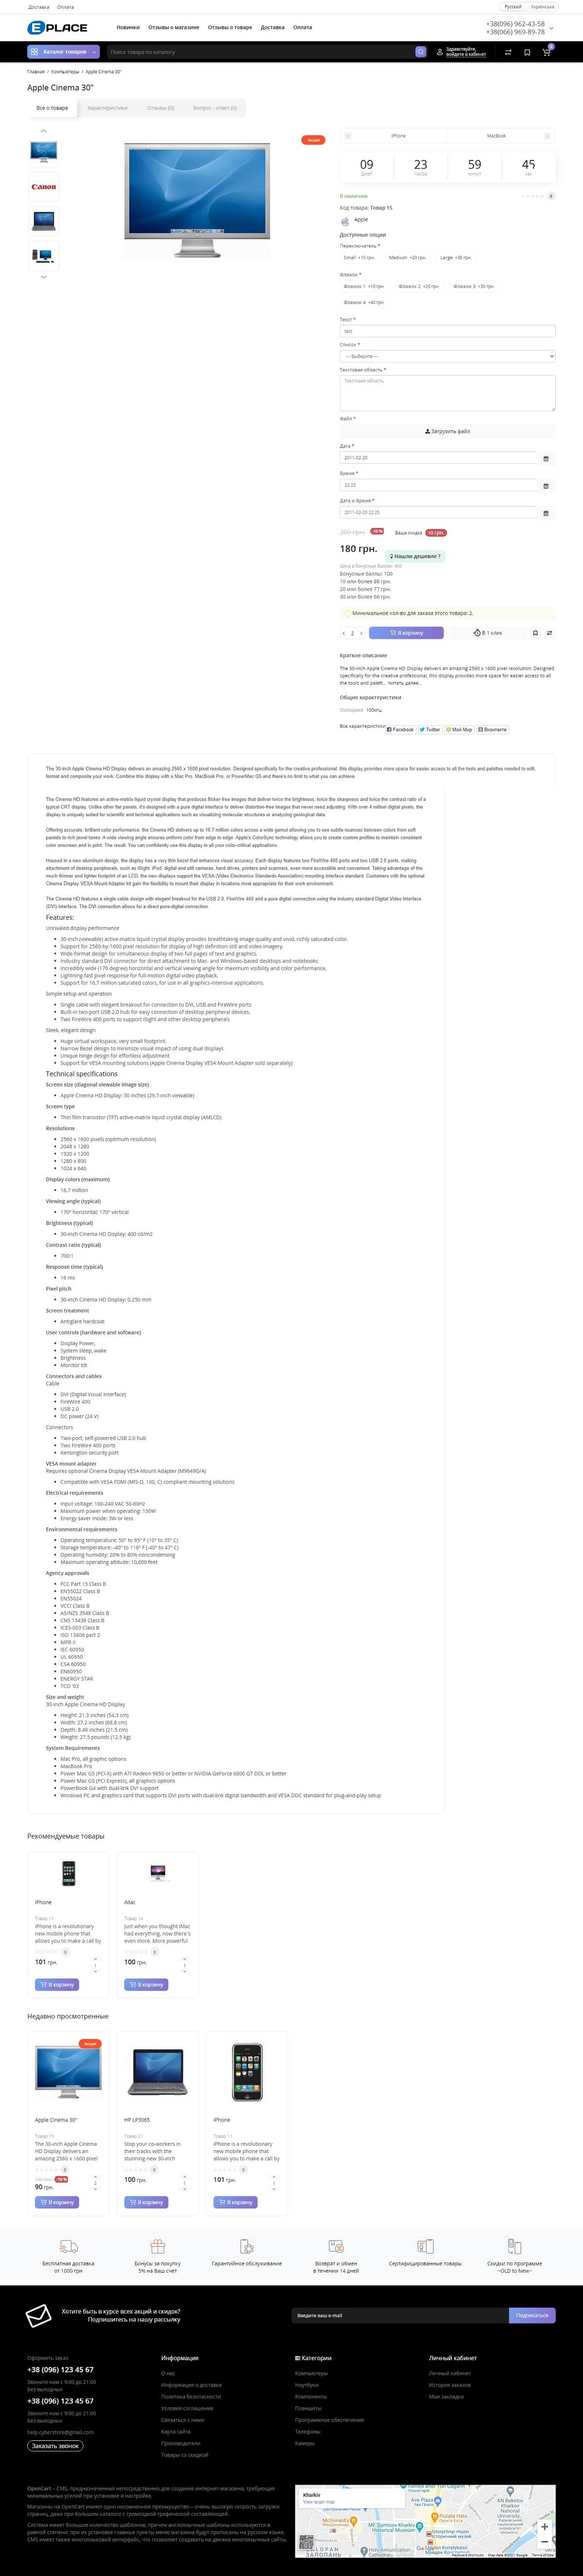 Доставка Оплата
Русский Українська
EPLACE
Новинки Отзывы о магазине Отзывы о товаре Доставка Оплата
+38(096) 962-43-58
+38(066) 969-89-78
Каталог товаров
Поиск товара по каталогу
Здравствуйте,
войдите в кабинет
0
Главная / Компьютеры / Apple Cinema 30"
Apple Cinema 30"
Все о товаре Характеристики Отзывы (0) Вопрос - ответ (0)
Акция
Canon
iPhone MacBook
09 23 59 45
Дней часов минут сек
В наличии 0
Код товара: Товар 15
Apple
Доступные опции
Переключатель *
Small +10 грн. Medium +20 грн. Large +30 грн.
Флажок *
Флажок 1 +10 грн. Флажок 2 +20 грн. Флажок 3 +30 грн.
Флажок 4 +40 грн.
Текст *
test
Список *
--- Выберите ---
Текстовая область *
Текстовая область
Файл *
Загрузить файл
Дата *
2011-02-20
Время *
22:25
Дата и Время *
2011-02-20 22:25
200 грн. -10 % Ваша скидка 10 грн.
180 грн. Нашли дешевле ?
Цена в бонусных баллах: 400
Бонусные баллы: 100
10 или более 88 грн.
20 или более 77 грн.
30 или более 66 грн.
Минимальное кол-во для заказа этого товара: 2.
2 В корзину В 1 клик
Краткое описание
The 30-inch Apple Cinema HD Display delivers an amazing 2560 x 1600 pixel resolution. Designed
specifically for the creative professional, this display provides more space for easier access to all
the tools and palett... Читать далее...
Общие характеристики
Clockspeed 100мгц
Все характеристики
Facebook Twitter Мой Мир Вконтакте
The 30-inch Apple Cinema HD Display delivers an amazing 2560 x 1600 pixel resolution. Designed specifically for the creative professional, this display provides more space for easier access to all the tools and palettes needed to edit,
format and composite your work. Combine this display with a Mac Pro, MacBook Pro, or PowerMac G5 and there's no limit to what you can achieve.
The Cinema HD features an active-matrix liquid crystal display that produces flicker-free images that deliver twice the brightness, twice the sharpness and twice the contrast ratio of a
typical CRT display. Unlike other flat panels, it's designed with a pure digital interface to deliver distortion-free images that never need adjusting. With over 4 million digital pixels, the
display is uniquely suited for scientific and technical applications such as visualizing molecular structures or analyzing geological data.
Offering accurate, brilliant color performance, the Cinema HD delivers up to 16.7 million colors across a wide gamut allowing you to see subtle nuances between colors from soft
pastels to rich jewel tones. A wide viewing angle ensures uniform color from edge to edge. Apple's ColorSync technology allows you to create custom profiles to maintain consistent
color onscreen and in print. The result: You can confidently use this display in all your color-critical applications.
Housed in a new aluminum design, the display has a very thin bezel that enhances visual accuracy. Each display features two FireWire 400 ports and two USB 2.0 ports, making
attachment of desktop peripherals, such as iSight, iPod, digital and still cameras, hard drives, printers and scanners, even more accessible and convenient. Taking advantage of the
much thinner and lighter footprint of an LCD, the new displays support the VESA (Video Electronics Standards Association) mounting interface standard. Customers with the optional
Cinema Display VESA Mount Adapter kit gain the flexibility to mount their display in locations most appropriate for their work environment.
The Cinema HD features a single cable design with elegant breakout for the USB 2.0, FireWire 400 and a pure digital connection using the industry standard Digital Video Interface
(DVI) interface. The DVI connection allows for a direct pure-digital connection.
Features:
Unrivaled display performance
30-inch (viewable) active-matrix liquid crystal display provides breathtaking image quality and vivid, richly saturated color.
Support for 2560-by-1600 pixel resolution for display of high definition still and video imagery.
Wide-format design for simultaneous display of two full pages of text and graphics.
Industry standard DVI connector for direct attachment to Mac- and Windows-based desktops and notebooks
Incredibly wide (170 degree) horizontal and vertical viewing angle for maximum visibility and color performance.
Lightning-fast pixel response for full-motion digital video playback.
Support for 16.7 million saturated colors, for use in all graphics-intensive applications.
Simple setup and operation
Single cable with elegant breakout for connection to DVI, USB and FireWire ports
Built-in two-port USB 2.0 hub for easy connection of desktop peripheral devices.
Two FireWire 400 ports to support iSight and other desktop peripherals
Sleek, elegant design
Huge virtual workspace, very small footprint.
Narrow Bezel design to minimize visual impact of using dual displays
Unique hinge design for effortless adjustment
Support for VESA mounting solutions (Apple Cinema Display VESA Mount Adapter sold separately)
Technical specifications
Screen size (diagonal viewable image size)
Apple Cinema HD Display: 30 inches (29.7-inch viewable)
Screen type
Thin film transistor (TFT) active-matrix liquid crystal display (AMLCD)
Resolutions
2560 x 1600 pixels (optimum resolution)
2048 x 1280
1920 x 1200
1280 x 800
1024 x 640
Display colors (maximum)
16.7 million
Viewing angle (typical)
170° horizontal; 170° vertical
Brightness (typical)
30-inch Cinema HD Display: 400 cd/m2
Contrast ratio (typical)
700:1
Response time (typical)
16 ms
Pixel pitch
30-inch Cinema HD Display: 0.250 mm
Screen treatment
Antiglare hardcoat
User controls (hardware and software)
Display Power,
System sleep, wake
Brightness
Monitor tilt
Connectors and cables
Cable
DVI (Digital Visual Interface)
FireWire 400
USB 2.0
DC power (24 V)
Connectors
Two-port, self-powered USB 2.0 hub
Two FireWire 400 ports
Kensington security port
VESA mount adapter
Requires optional Cinema Display VESA Mount Adapter (M9649G/A)
Compatible with VESA FDMI (MIS-D, 100, C) compliant mounting solutions
Electrical requirements
Input voltage: 100-240 VAC 50-60Hz
Maximum power when operating: 150W
Energy saver mode: 3W or less
Environmental requirements
Operating temperature: 50° to 95° F (10° to 35° C)
Storage temperature: -40° to 116° F (-40° to 47° C)
Operating humidity: 20% to 80% noncondensing
Maximum operating altitude: 10,000 feet
Agency approvals
FCC Part 15 Class B
EN55022 Class B
EN55024
VCCI Class B
AS/NZS 3548 Class B
CNS 13438 Class B
ICES-003 Class B
ISO 13406 part 2
MPR II
IEC 60950
UL 60950
CSA 60950
EN60950
ENERGY STAR
TCO '03
Size and weight
30-inch Apple Cinema HD Display
Height: 21.3 inches (54.3 cm)
Width: 27.2 inches (68.8 cm)
Depth: 8.46 inches (21.5 cm)
Weight: 27.5 pounds (12.5 kg)
System Requirements
Mac Pro, all graphic options
MacBook Pro
Power Mac G5 (PCI-X) with ATI Radeon 9650 or better or NVIDIA GeForce 6800 GT DDL or better
Power Mac G5 (PCI Express), all graphics options
PowerBook G4 with dual-link DVI support
Windows PC and graphics card that supports DVI ports with dual-link digital bandwidth and VESA DDC standard for plug-and-play setup
Рекомендуемые товары
iPhone iMac
Товар 11 Товар 14
iPhone is a revolutionary Just when you thought iMac
new mobile phone that had everything, now there´s
allows you to make a call by even more. More powerful
0 0
101 грн. 1 100 грн. 1
В корзину В корзину
Недавно просмотренные
Акция
Apple Cinema 30" HP LP3065 iPhone
Товар 15 Товар 21 Товар 11
The 30-inch Apple Cinema Stop your co-workers in iPhone is a revolutionary
HD Display delivers an their tracks with the new mobile phone that
amazing 2560 x 1600 pixel stunning new 30-inch allows you to make a call by
0 0 0
100 грн. -10 %
90 грн. 2 100 грн. 1 101 грн. 1
В корзину В корзину В корзину
Бесплатная доставка Бонусы за покупку Гарантийное обслуживание Возврат и обмен Сертифицированные товары Скидки по программе
от 1000 грн 5% на Ваш счет в течении 14 дней ~OLD to New~
Хотите быть в курсе всех акций и скидок?
Подпишитесь на нашу рассылку
Введите ваш e-mail Подписаться
Оформить заказ
+38 (096) 123 45 67
Звоните нам с 9:00 до 21:00
Без выходных
+38 (096) 123 45 67
Звоните нам с 9:00 до 21:00
Без выходных
help.cyberstore@gmail.com
Заказать звонок
Информация
О нас
Информация о доставке
Политика безопасности
Условия соглашения
Связаться с нами
Карта сайта
Производители
Товары со скидкой
Категории
Компьютеры
Ноутбуки
Компоненты
Планшеты
Программное обеспечение
Телефоны
Камеры
Личный кабинет
Личный кабинет
История заказов
Мои закладки
OpenCart – CMS, предназначенная непосредственно для создания интернет-магазина, требующая
минимальных усилий при установке и настройке.
Магазины на OpenCart имеют одно несомненное преимущество – очень высокую скорость загрузки
страниц, даже при большом каталоге с громоздкой графической составляющей.
Система имеет большое количество шаблонов, причем англоязычные шаблоны используются в
равной степени: при их установке главные пункты меню магазина будут отображаться на русском языке.
CMS имеет также многоязыковой интерфейс, что позволяет создавать на движке многоязычные сайты.
Kharkiv
View larger map